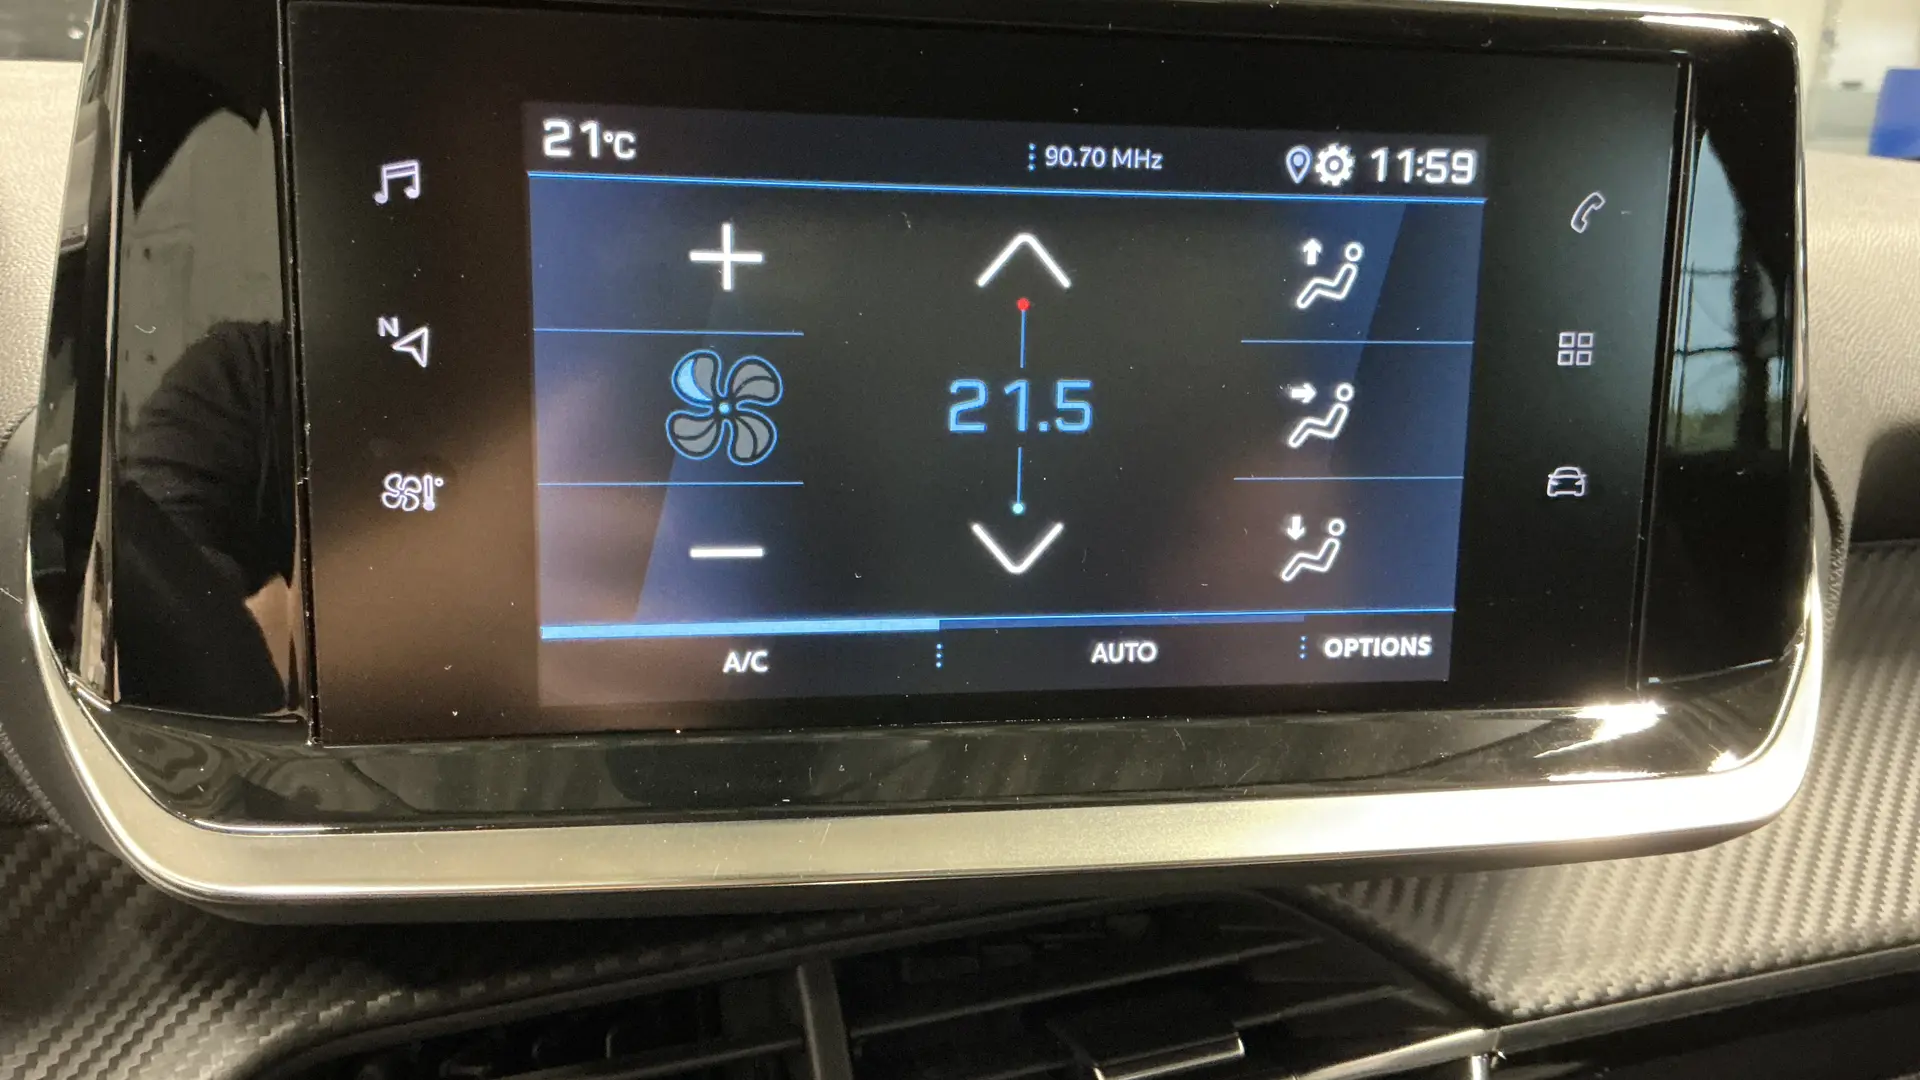 21°C
90.70 MHz
11:59
N
21.5
A/C
AUTO
OPTIONS